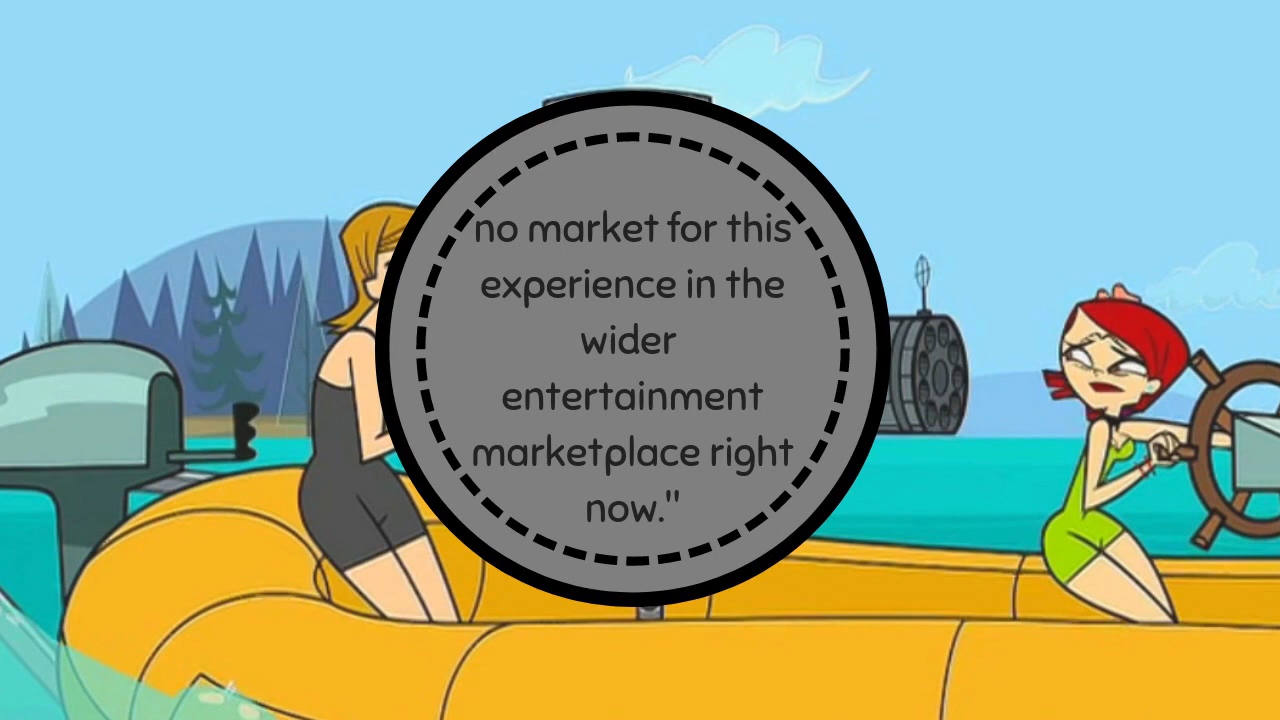 no market for this
experience in the
wider
entertainment
marketplace right
now."